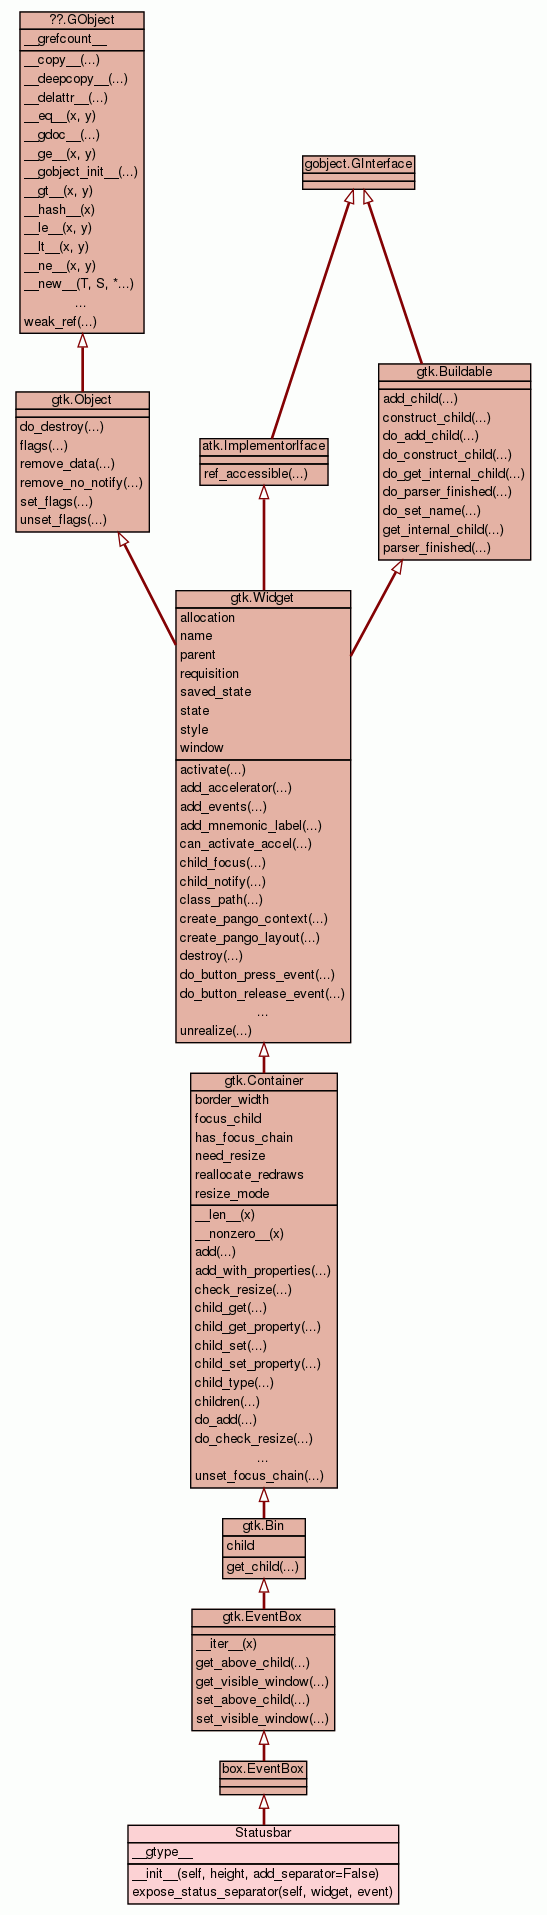 ??.GObject
__grefcount__
__copy__(...)
__deepcopy__(...)
__delattr__(...)
__eq__(x, y)
__gdoc__(...)
__ge__(x, y)
__gobject_init__(...)
__gt__(x, y)
__hash__(x)
__le__(x, y)
__lt__(x, y)
__ne__(x, y)
__new__(T, S, *...)
...
weak_ref(...)
gobject.GInterface
gtk.Object
do_destroy(...)
flags(...)
remove_data(...)
remove_no_notify(...)
set_flags(...)
unset_flags(...)
atk.ImplementorIface
ref_accessible(...)
gtk.Buildable
add_child(...)
construct_child(...)
do_add_child(...)
do_construct_child(...)
do_get_internal_child(...)
do_parser_finished(...)
do_set_name(...)
get_internal_child(...)
parser_finished(...)
gtk.Widget
allocation
name
parent
requisition
saved_state
state
style
window
activate(...)
add_accelerator(...)
add_events(...)
add_mnemonic_label(...)
can_activate_accel(...)
child_focus(...)
child_notify(...)
class_path(...)
create_pango_context(...)
create_pango_layout(...)
destroy(...)
do_button_press_event(...)
do_button_release_event(...)
...
unrealize(...)
gtk.Container
border_width
focus_child
has_focus_chain
need_resize
reallocate_redraws
resize_mode
__len__(x)
__nonzero__(x)
add(...)
add_with_properties(...)
check_resize(...)
child_get(...)
child_get_property(...)
child_set(...)
child_set_property(...)
child_type(...)
children(...)
do_add(...)
do_check_resize(...)
...
unset_focus_chain(...)
gtk.Bin
child
get_child(...)
gtk.EventBox
__iter__(x)
get_above_child(...)
get_visible_window(...)
set_above_child(...)
set_visible_window(...)
box.EventBox
Statusbar
__gtype__
__init__(self, height, add_separator=False)
expose_status_separator(self, widget, event)